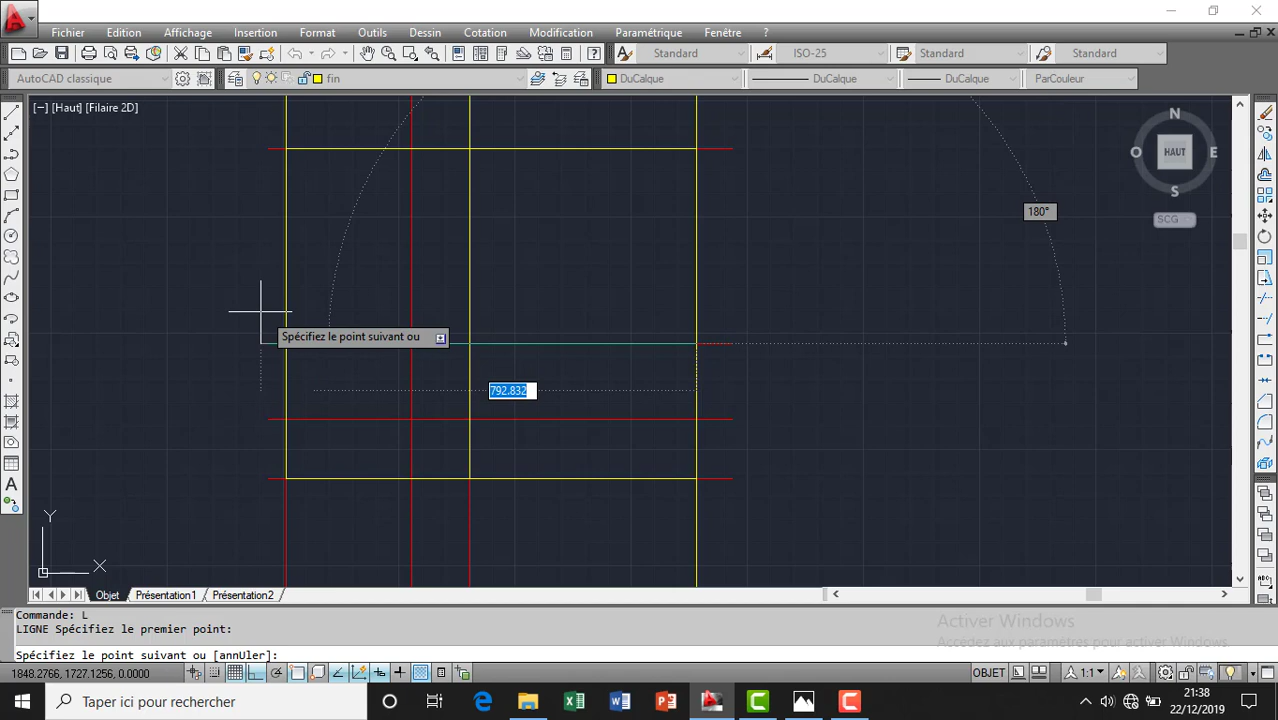 Fichier Edition Affichage Insertion Format Outils Dessin Cotation Modification Paramétrique Fenêtre ?
Standard ISO-25 Standard Standard
AutoCAD classique fin DuCalque DuCalque DuCalque ParCouleur
[−] [Haut] [Filaire 2D]
N
O HAUT E
S
180°
SCG
Spécifiez le point suivant ou
792.832
Y
X
Objet Présentation1 Présentation2
Commande: L
LIGNE Spécifiez le premier point:
Activer Windows
Accédez aux paramètres pour activer Windows.
Spécifiez le point suivant ou [annUler]:
1848.2766, 1727.1256, 0.0000
OBJET
1:1
Taper ici pour rechercher
21:38
22/12/2019